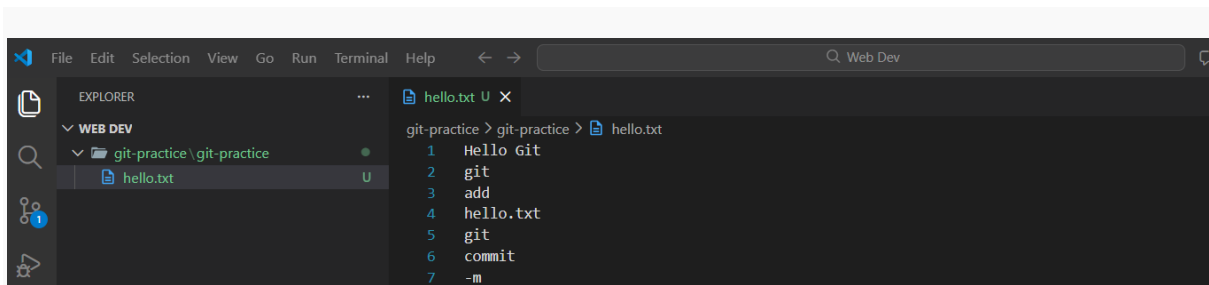 File Edit Selection View Go Run Terminal Help ← → Web Dev
EXPLORER ...
hello.txt U X
WEB DEV
git-practice > git-practice > hello.txt
git-practice\git-practice
hello.txt U
1
1 Hello Git
2 git
3 add
4 hello.txt
5 git
6 commit
7 -m